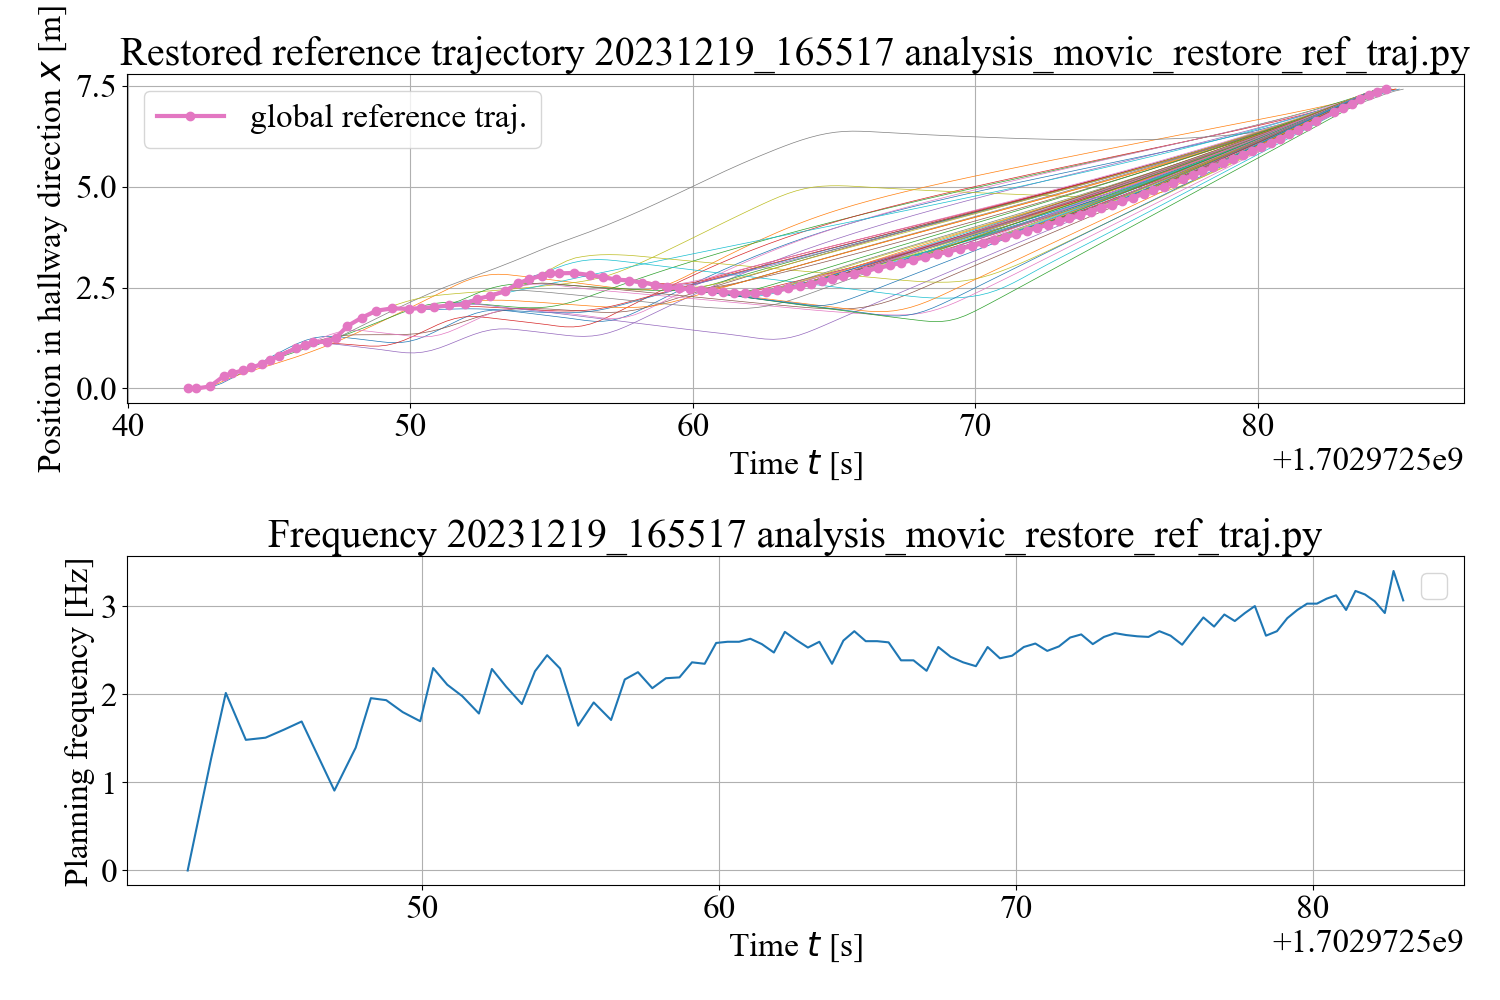 Restored reference trajectory 20231219_165517 analysis_movic_restore_ref_traj.py
Position in hallway direction x [m]
7.5
5.0
2.5
0.0
global reference traj.
40 50 60 70 80
Time t [s]
+1.7029725e9
Frequency 20231219_165517 analysis_movic_restore_ref_traj.py
Planning frequency [Hz]
3
2
1
0
50 60 70 80
Time t [s]
+1.7029725e9